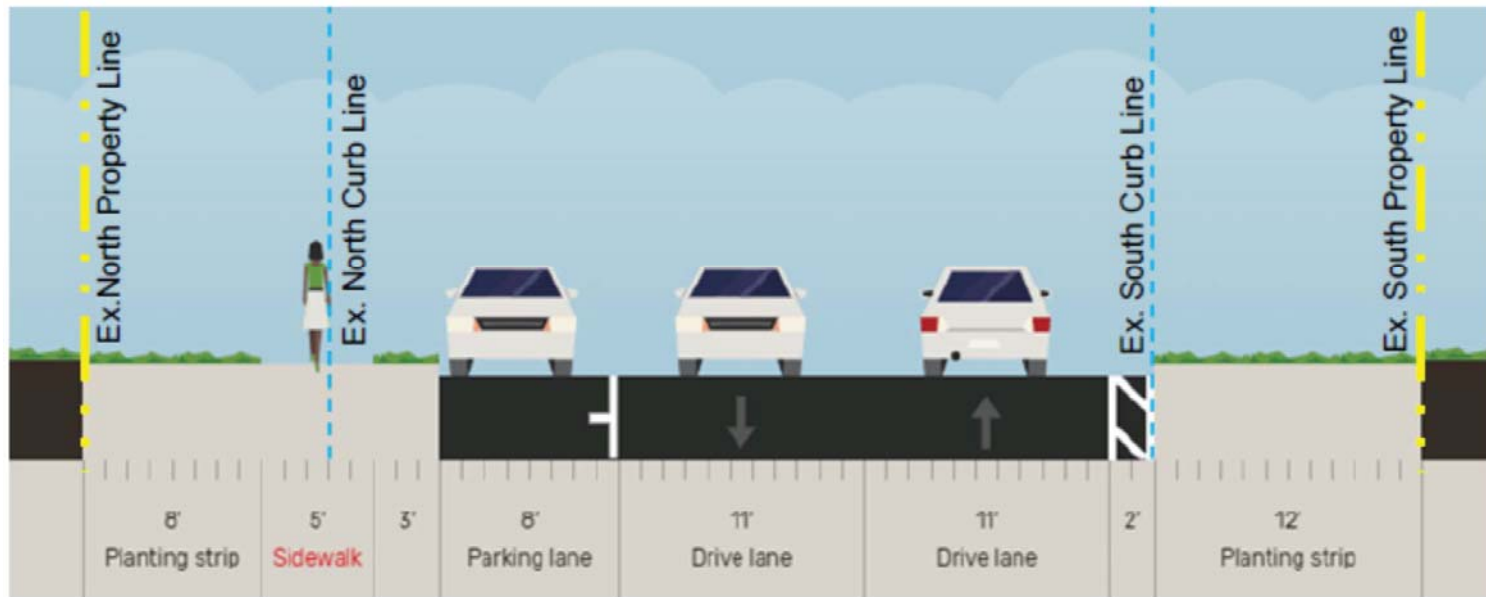 Ex.North Property Line
Ex. North Curb Line
Ex. South Curb Line
Ex. South Property Line
8' 5' 3' 8' 11' 11' 2' 12'
Planting strip Sidewalk Parking lane Drive lane Drive lane Planting strip